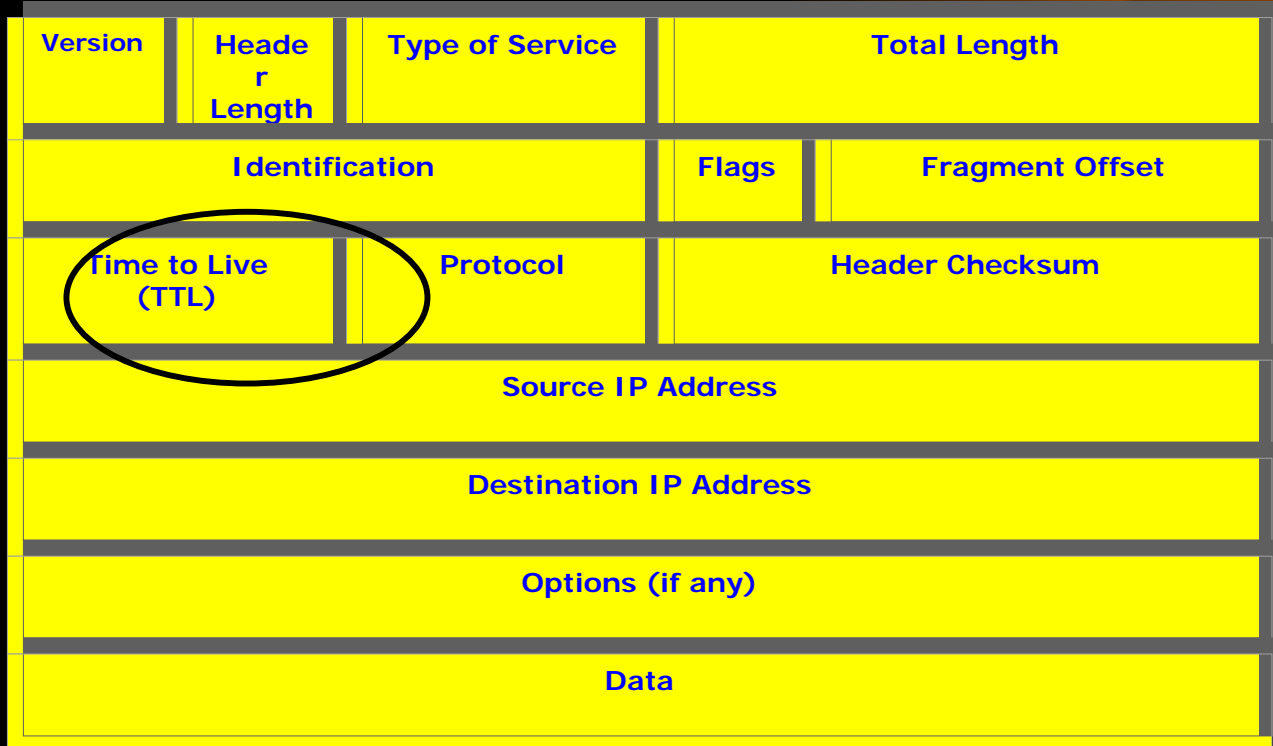 Version
Heade
r
Length
Type of Service
Total Length
Identification
Flags
Fragment Offset
Time to Live
(TTL)
Protocol
Header Checksum
Source IP Address
Destination IP Address
Options (if any)
Data